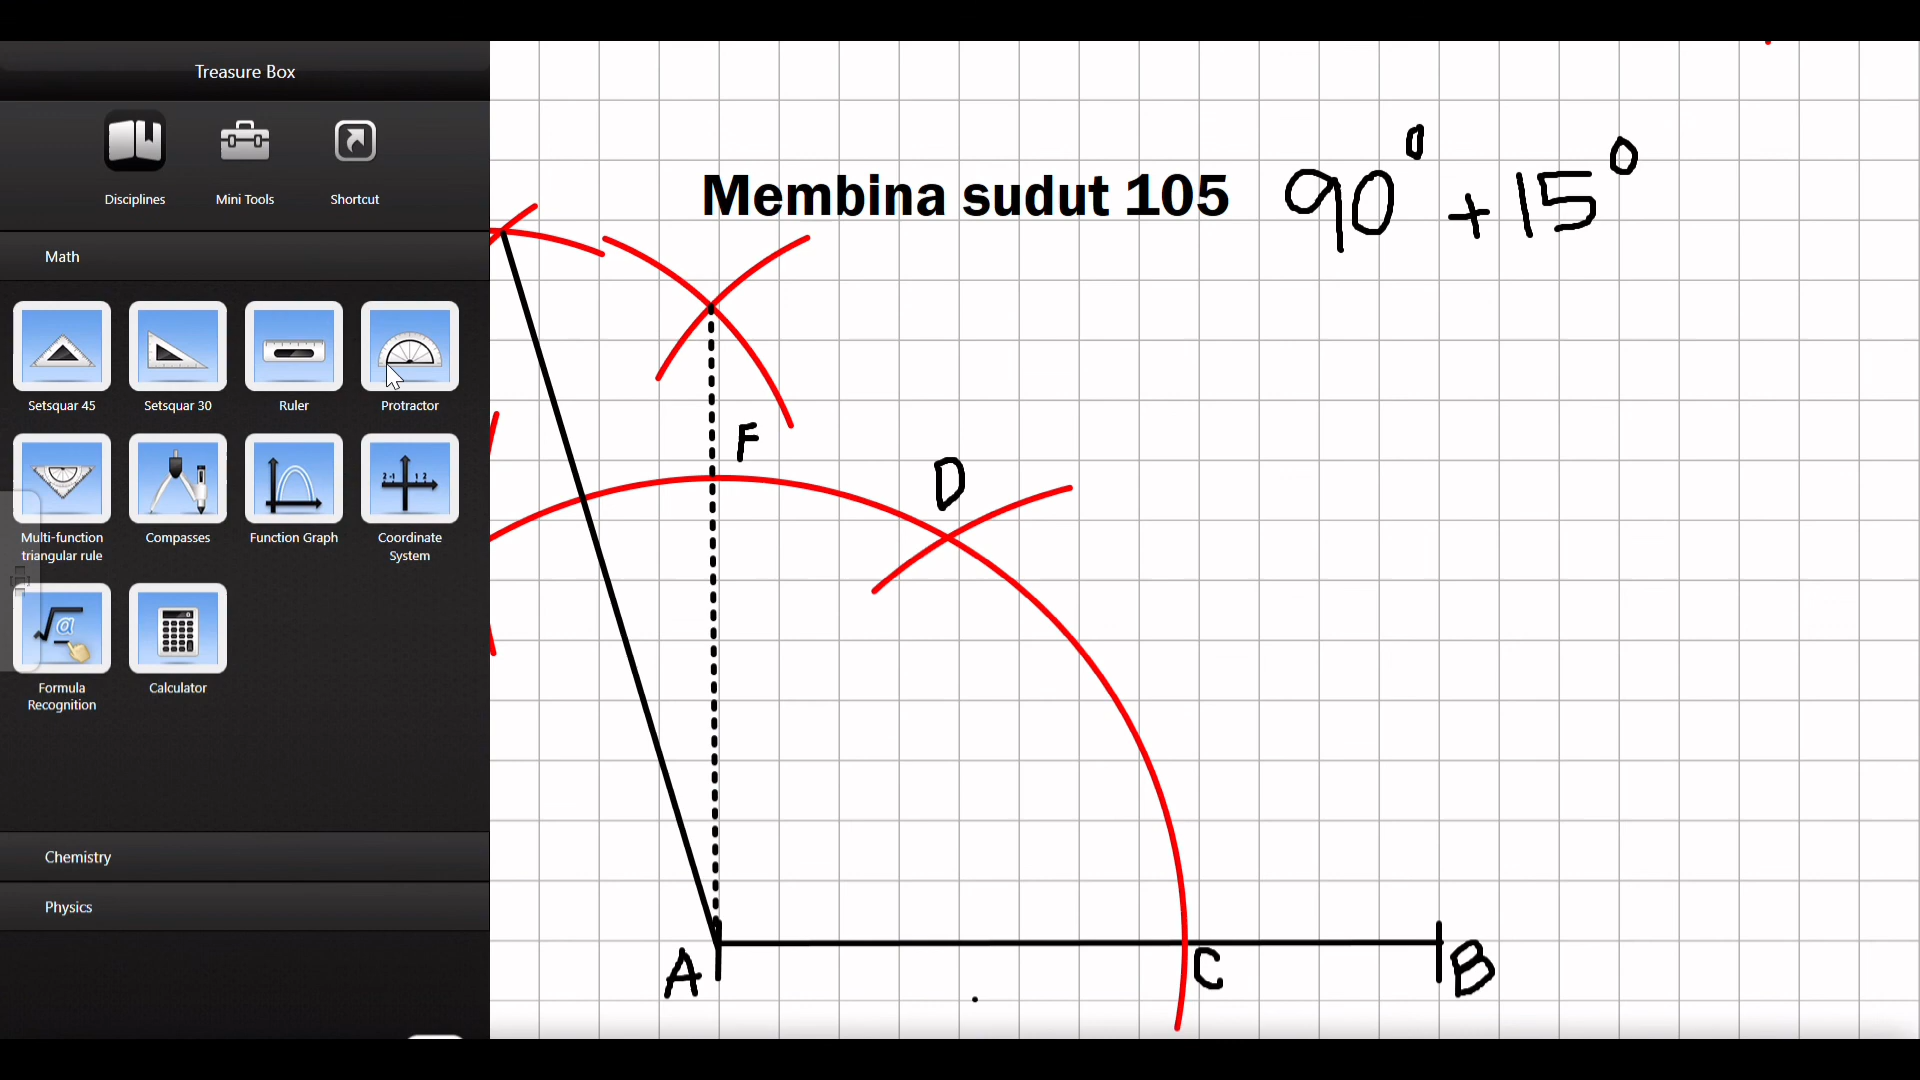 Treasure Box
Disciplines
Mini Tools
Shortcut
Math
Setsquar 45
Setsquar 30
Ruler
Protractor
Multi-function
triangular rule
Compasses
Function Graph
Coordinate
System
Formula
Recognition
Calculator
Chemistry
Physics
Membina sudut 105 90° + 15°
F
D
A
C
B